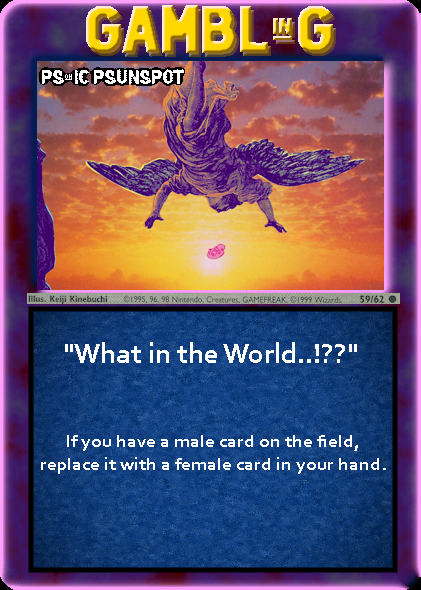 GAMBLING
PSONIC PSUNSPOT
Illus. Keiji Kinebuchi ©1995, 96, 98 Nintendo, Creatures, GAMEFREAK. ©1999 Wizards. 59/62
"What in the World..!??"
If you have a male card on the field,
replace it with a female card in your hand.